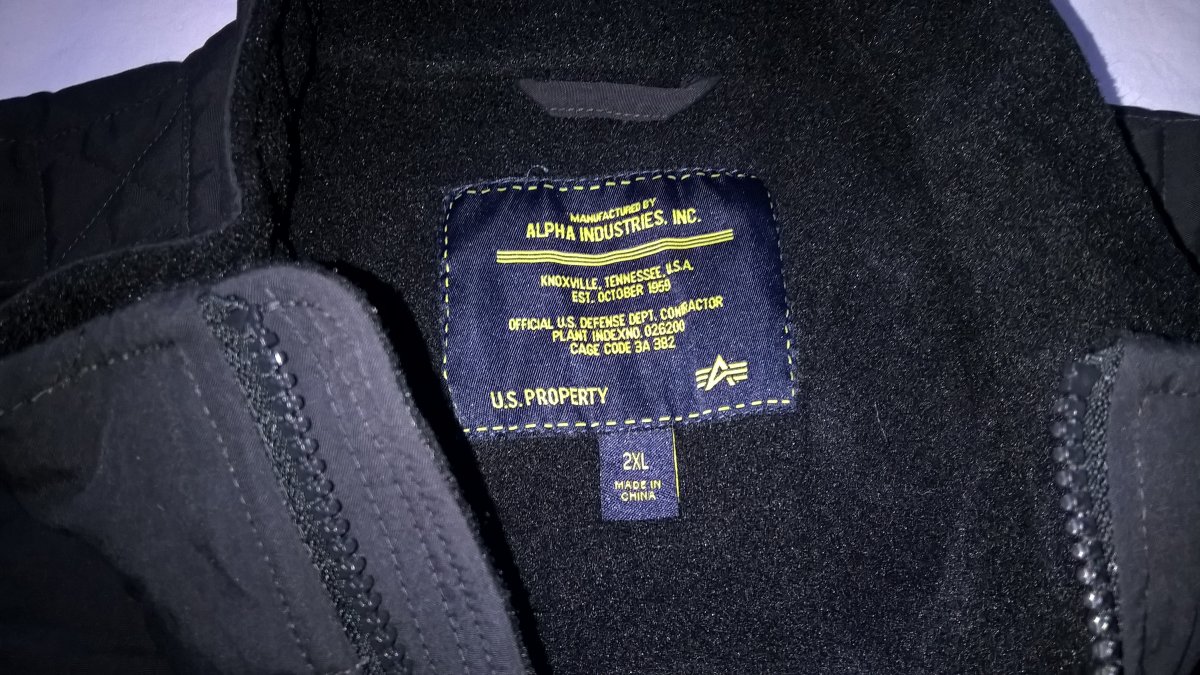 MANUFACTURED BY
ALPHA INDUSTRIES, INC.
KNOXVILLE, TENNESSEE, U.S.A.
EST. OCTOBER 1959
OFFICIAL U.S. DEFENSE DEPT. CONTRACTOR
PLANT INDEXNO. 026200
CAGE CODE 3A 382
U.S. PROPERTY
2XL
MADE IN
CHINA